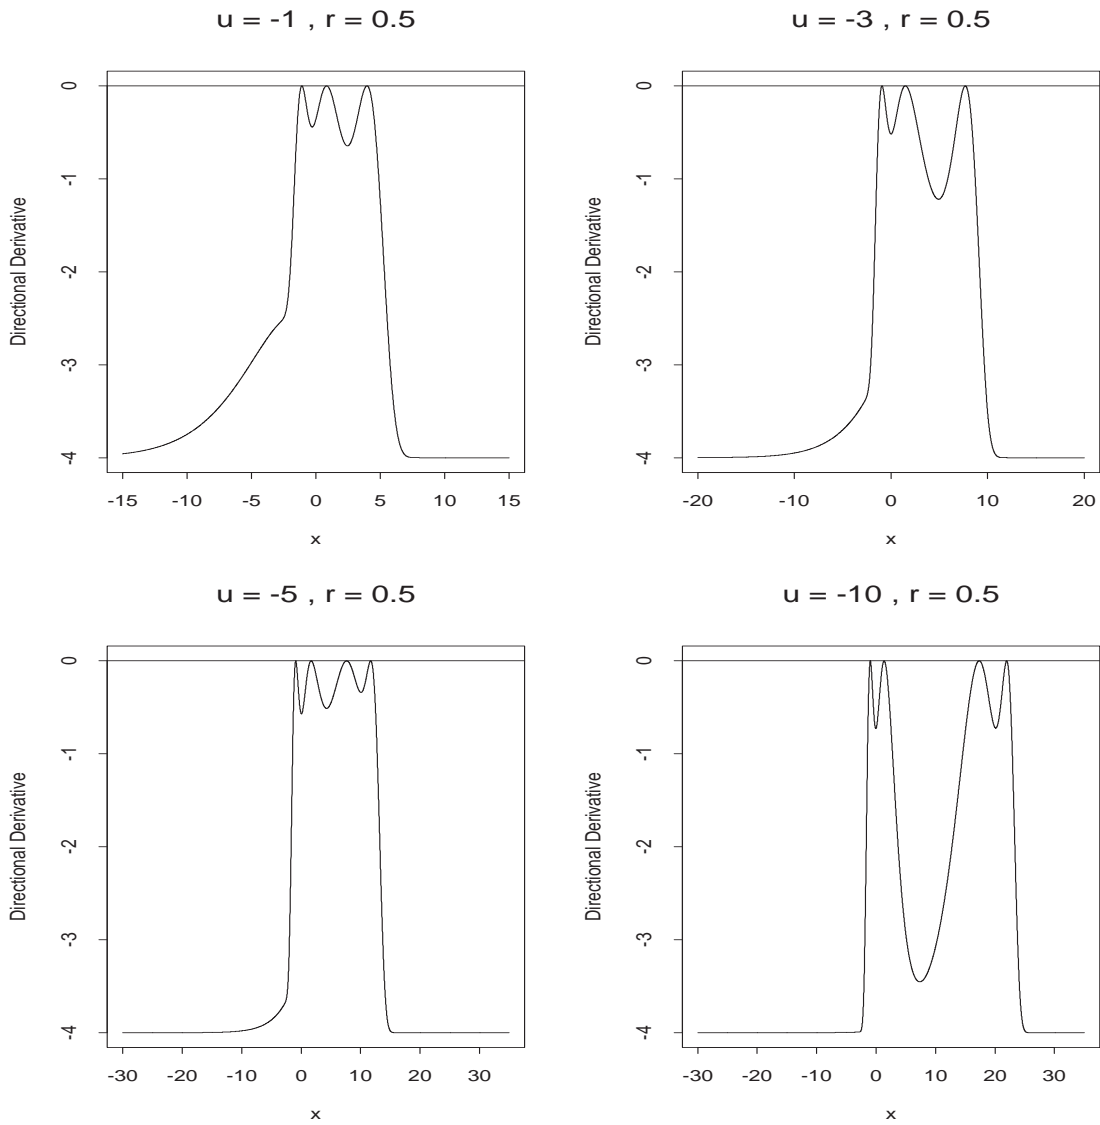 u = -1 , r = 0.5
Directional Derivative
0
-1
-2
-3
-4
-15 -10 -5 0 5 10 15
x
u = -3 , r = 0.5
Directional Derivative
0
-1
-2
-3
-4
-20 -10 0 10 20
x
u = -5 , r = 0.5
Directional Derivative
0
-1
-2
-3
-4
-30 -20 -10 0 10 20 30
x
u = -10 , r = 0.5
Directional Derivative
0
-1
-2
-3
-4
-30 -20 -10 0 10 20 30
x